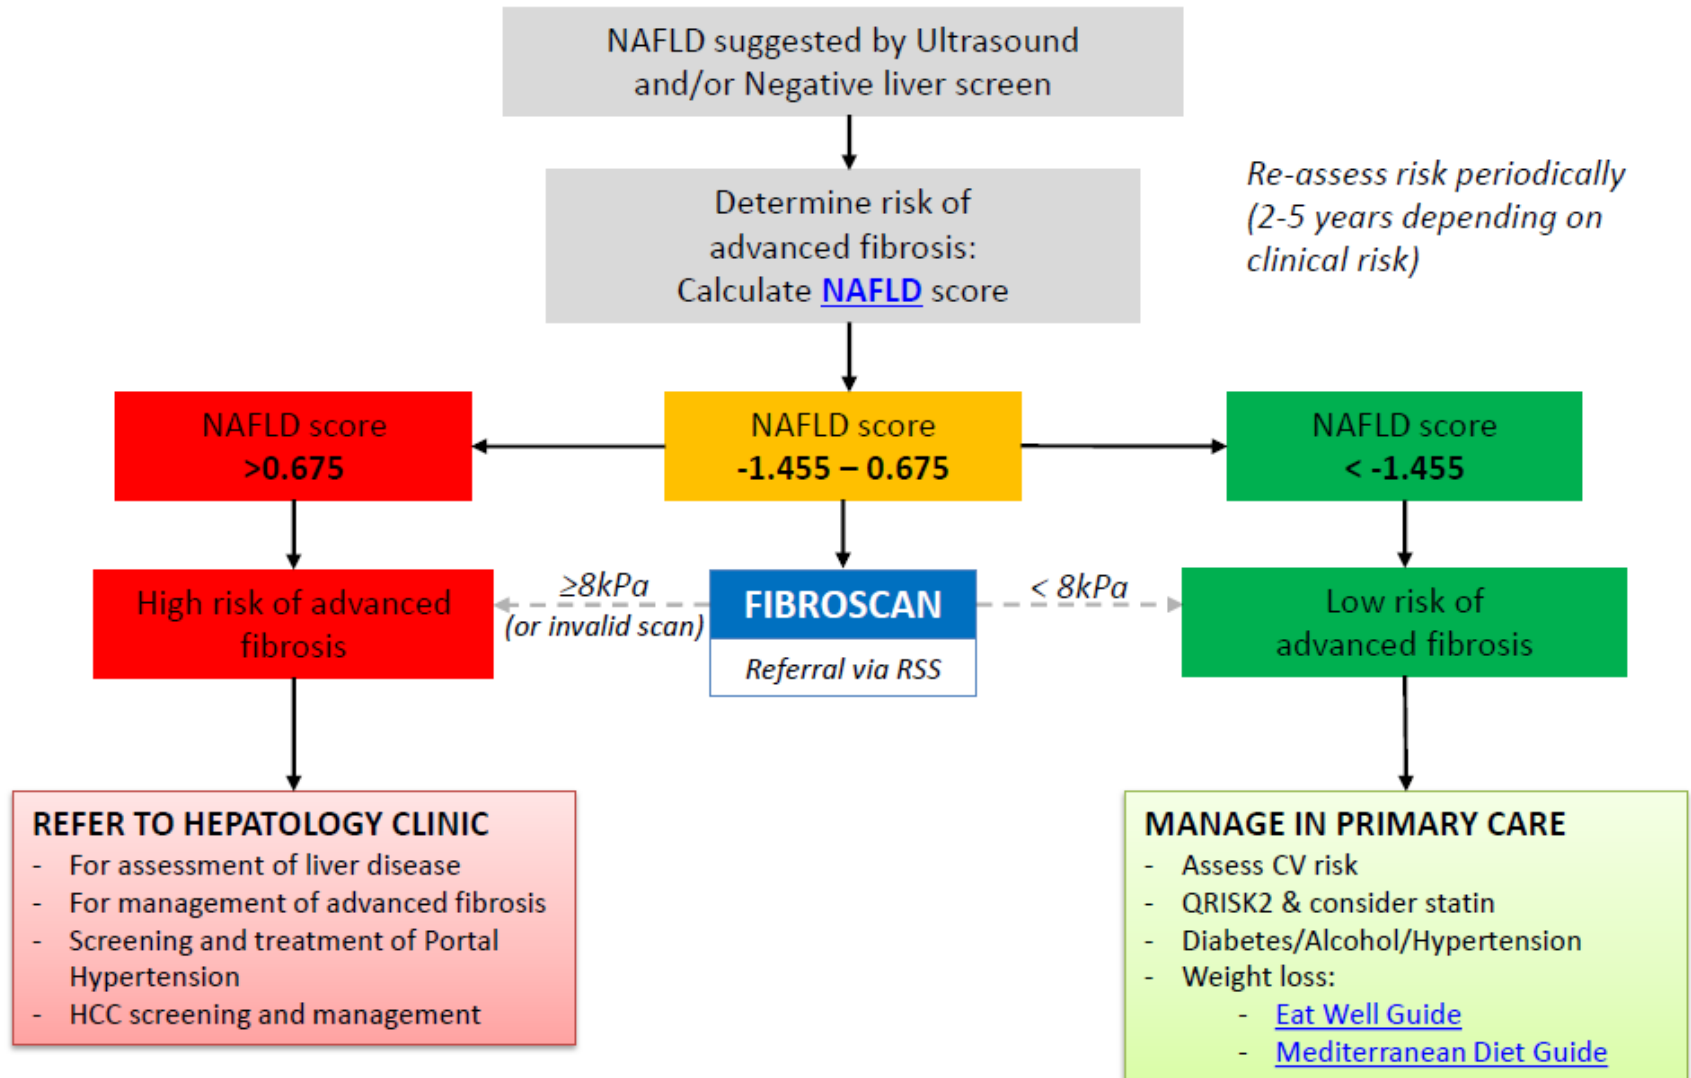 NAFLD suggested by Ultrasound
and/or Negative liver screen
Determine risk of
advanced fibrosis:
Calculate NAFLD score
Re-assess risk periodically
(2-5 years depending on
clinical risk)
NAFLD score
>0.675
NAFLD score
-1.455 – 0.675
NAFLD score
< -1.455
High risk of advanced
fibrosis
≥8kPa
(or invalid scan)
FIBROSCAN
Referral via RSS
< 8kPa
Low risk of
advanced fibrosis
REFER TO HEPATOLOGY CLINIC
- For assessment of liver disease
- For management of advanced fibrosis
- Screening and treatment of Portal
Hypertension
- HCC screening and management
MANAGE IN PRIMARY CARE
- Assess CV risk
- QRISK2 & consider statin
- Diabetes/Alcohol/Hypertension
- Weight loss:
- Eat Well Guide
- Mediterranean Diet Guide